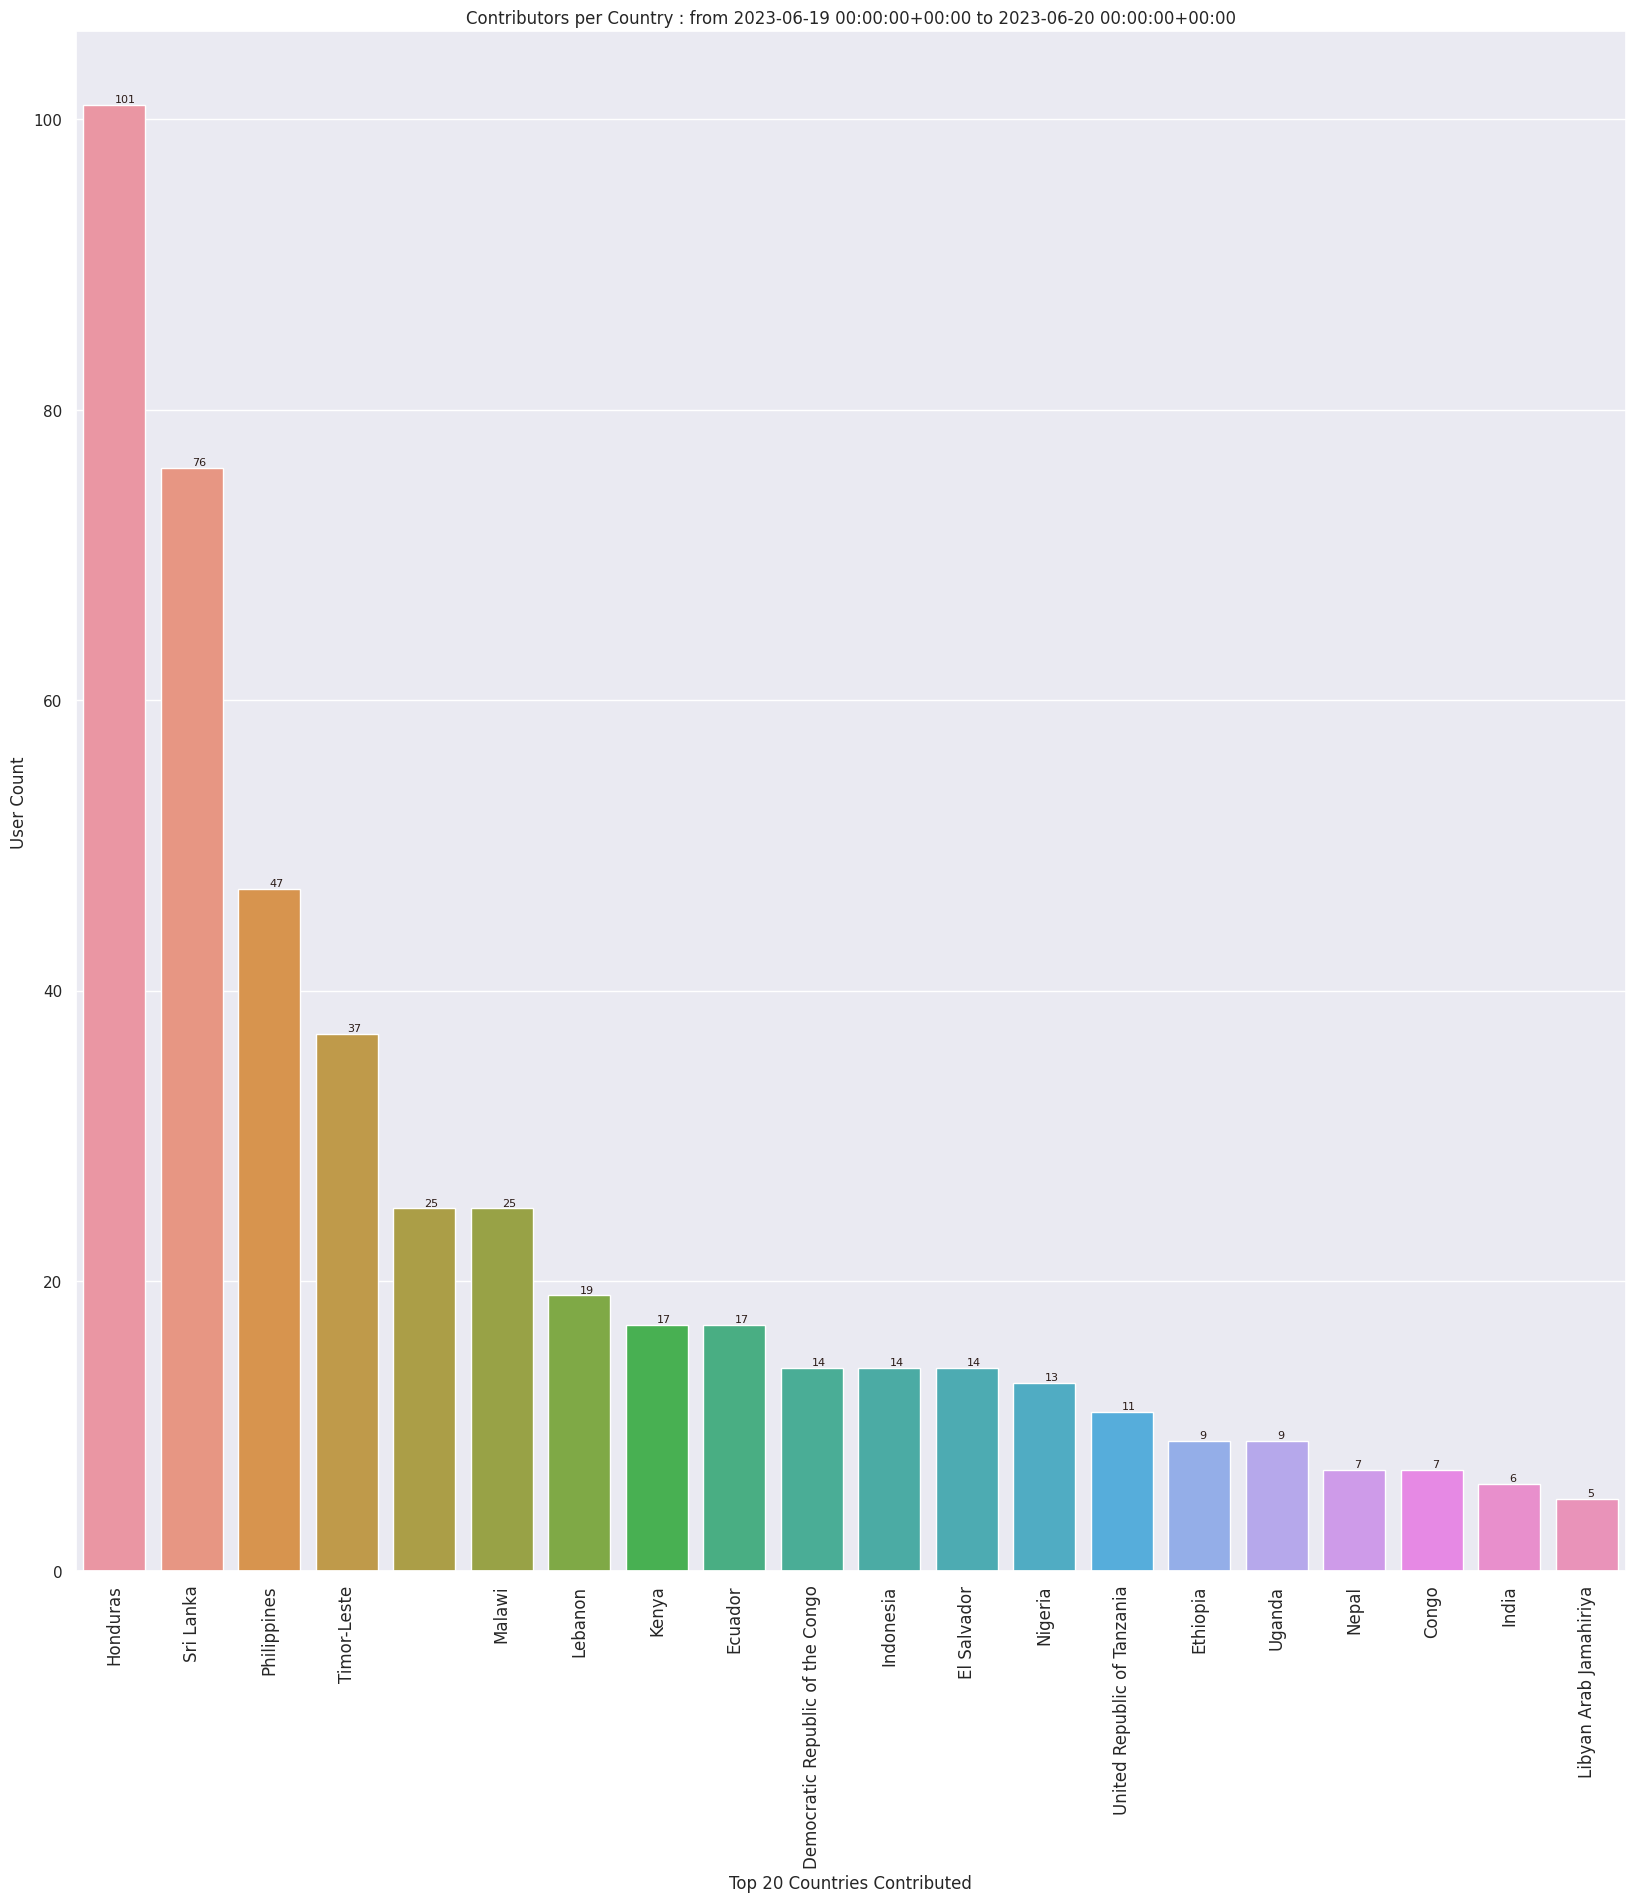 Contributors per Country : from 2023-06-19 00:00:00+00:00 to 2023-06-20 00:00:00+00:00
User Count
100
80
60
40
20
0
101
76
47
37
25
25
19
17
17
14
14
14
13
11
9
9
7
7
6
5
Honduras
Sri Lanka
Philippines
Timor-Leste
Malawi
Lebanon
Kenya
Ecuador
Democratic Republic of the Congo
Indonesia
El Salvador
Nigeria
United Republic of Tanzania
Ethiopia
Uganda
Nepal
Congo
India
Libyan Arab Jamahiriya
Top 20 Countries Contributed